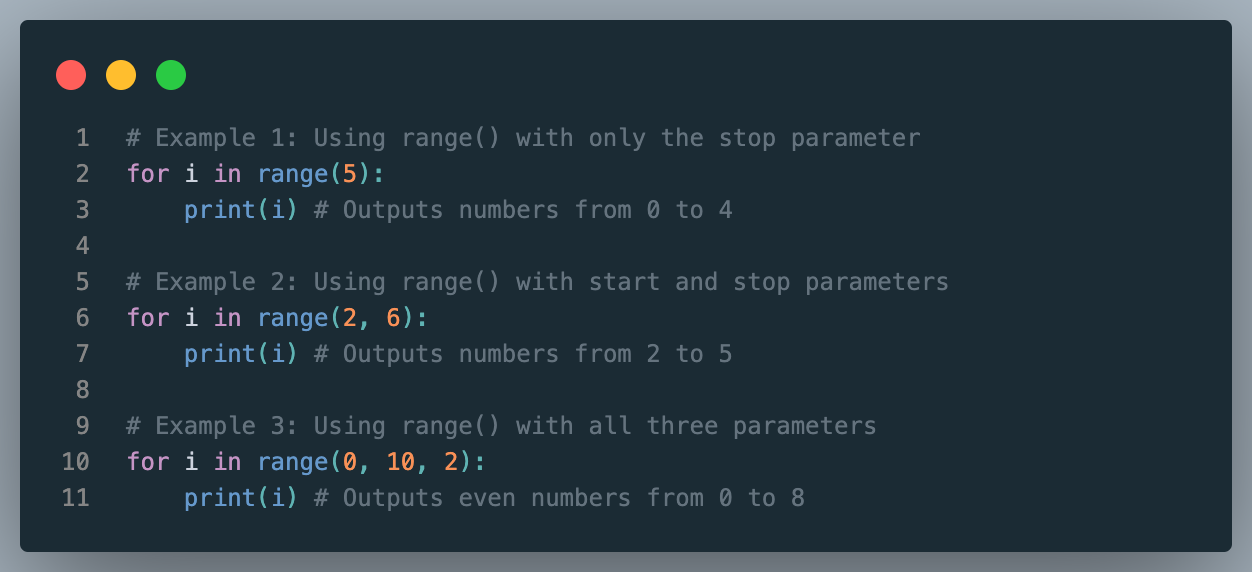 1 # Example 1: Using range() with only the stop parameter
2 for i in range(5):
3     print(i) # Outputs numbers from 0 to 4
4
5 # Example 2: Using range() with start and stop parameters
6 for i in range(2, 6):
7     print(i) # Outputs numbers from 2 to 5
8
9 # Example 3: Using range() with all three parameters
10 for i in range(0, 10, 2):
11     print(i) # Outputs even numbers from 0 to 8